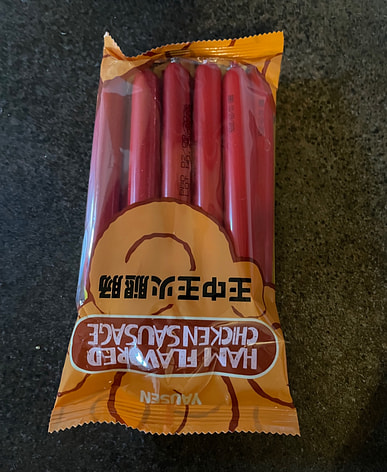 YAUSEN
HAM FLAVORED
CHICKEN SAUSAGE
王中王火腿肠